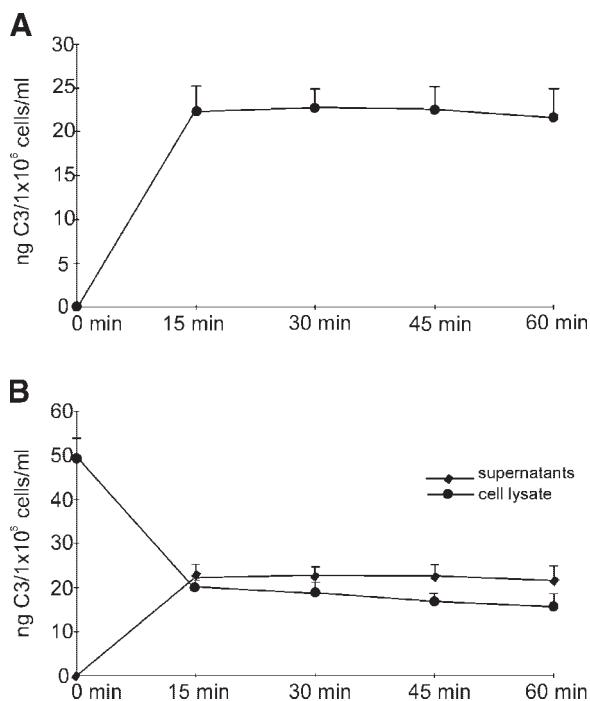 A
ng C3/1x10⁶ cells/ml
30
25
20
15
10
5
0
0 min 15 min 30 min 45 min 60 min
B
ng C3/1x10⁶ cells/ml
60
50
40
30
20
10
0
supernatants
cell lysate
0 min 15 min 30 min 45 min 60 min